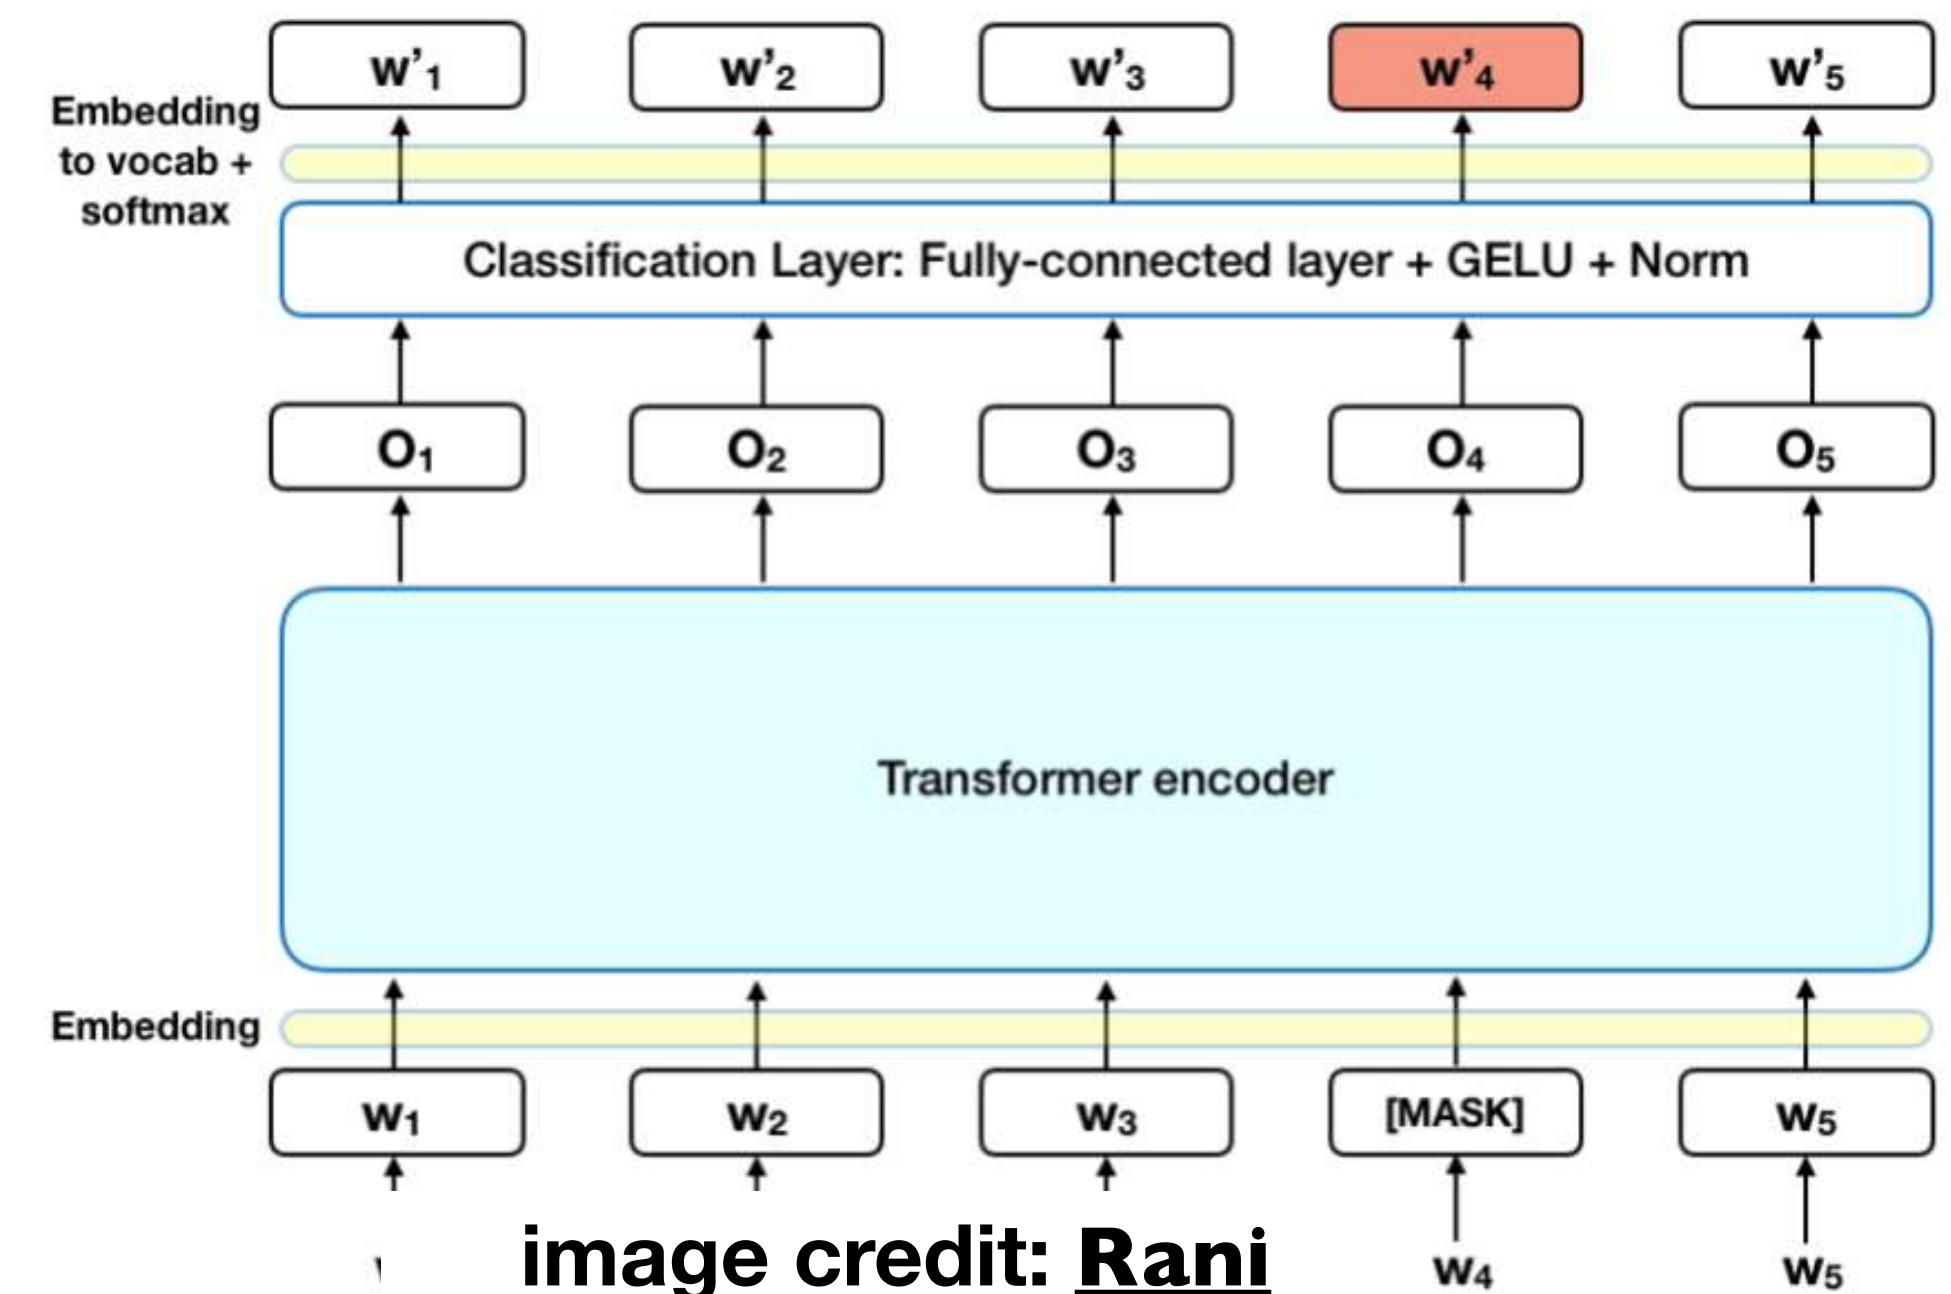 w’1 w’2 w’3 w’4 w’5
Embedding
to vocab +
softmax
Classification Layer: Fully-connected layer + GELU + Norm
O1 O2 O3 O4 O5
Transformer encoder
Embedding
w1 w2 w3 [MASK] w5
image credit: Rani w4 w5